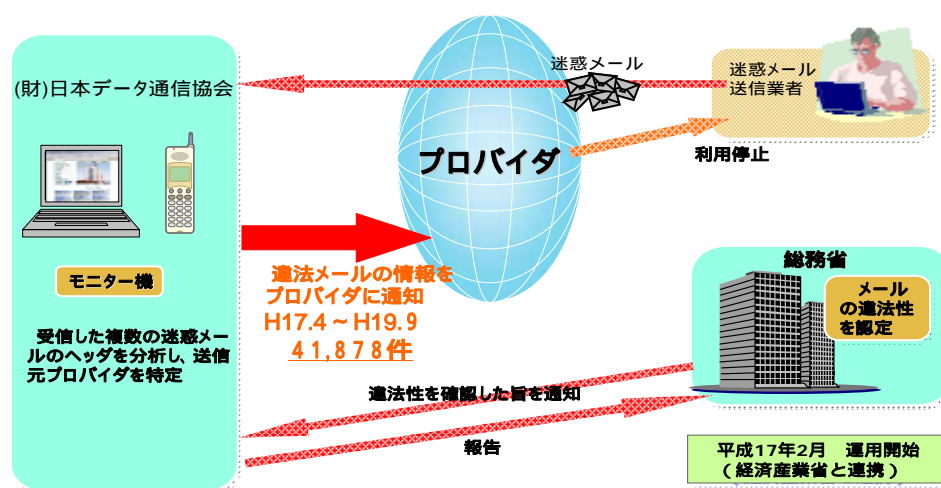 (財)日本データ通信協会
モニター機
受信した複数の迷惑メー
ルのヘッダを分析し、送信
元プロバイダを特定
迷惑メール
プロバイダ
迷惑メール
送信業者
利用停止
違法メールの情報を
プロバイダに通知
H17.4～H19.9
41,878件
総務省
メール
の違法性
を認定
違法性を確認した旨を通知
報告
平成17年2月 運用開始
(経済産業省と連携)